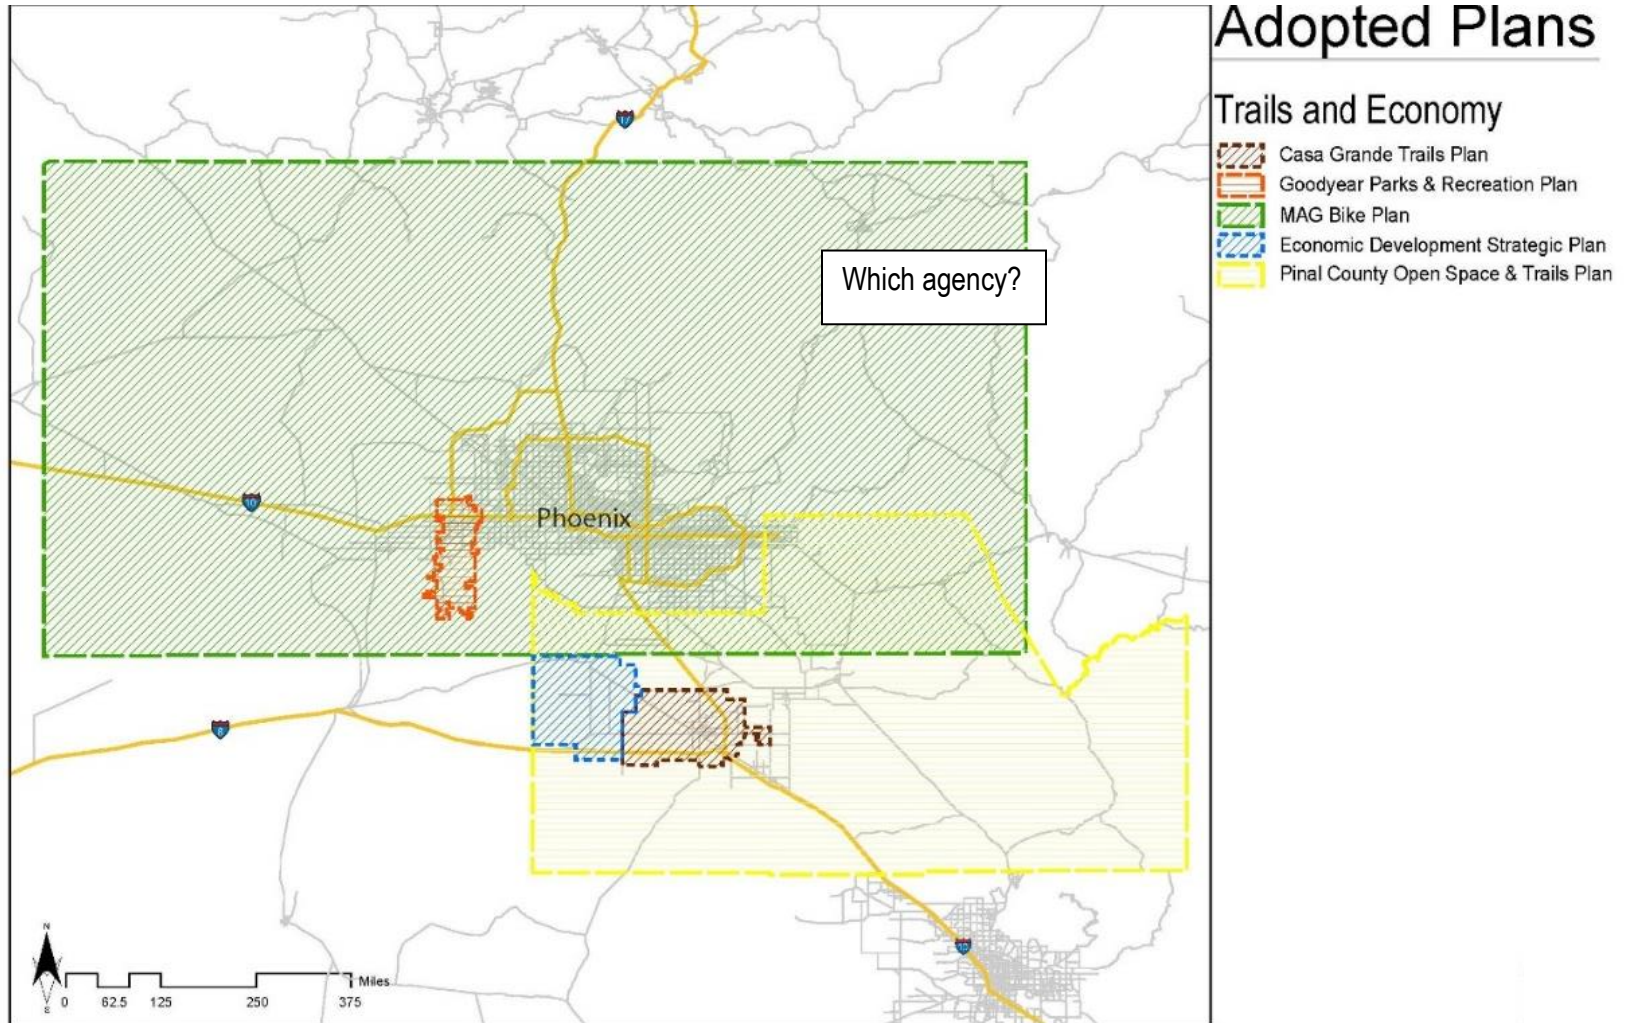 Adopted Plans
Trails and Economy
Casa Grande Trails Plan
Goodyear Parks & Recreation Plan
MAG Bike Plan
Economic Development Strategic Plan
Pinal County Open Space & Trails Plan
17
Which agency?
10
Phoenix
8
10
N
S
Miles
0 62.5 125 250 375